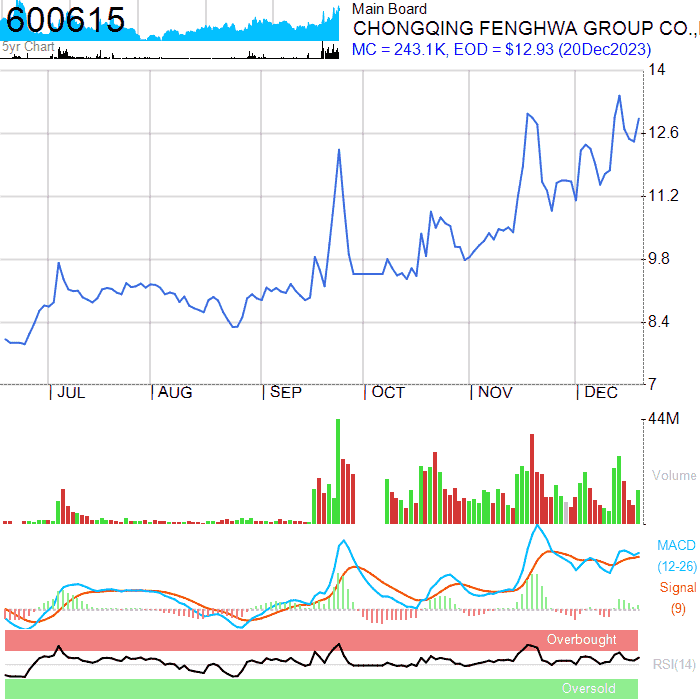 600615
5yr Chart
Main Board
CHONGQING FENGHWA GROUP CO.,
MC = 243.1K, EOD = $12.93 (20Dec2023)
14
12.6
11.2
9.8
8.4
7
JUL
AUG
SEP
OCT
NOV
DEC
44M
Volume
MACD
(12-26)
Signal
(9)
Overbought
RSI(14)
Oversold